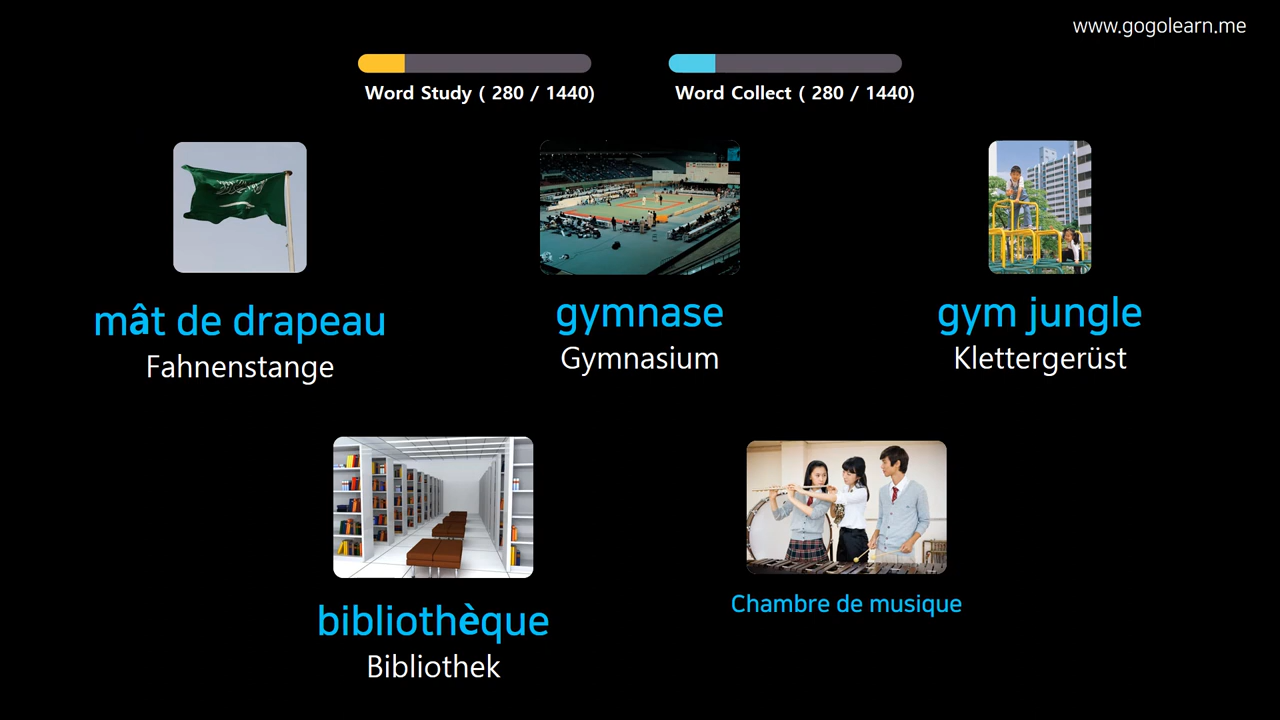 www.gogolearn.me
Word Study ( 280 / 1440)
Word Collect ( 280 / 1440)
mât de drapeau
Fahnenstange
gymnase
Gymnasium
gym jungle
Klettergerüst
bibliothèque
Bibliothek
Chambre de musique